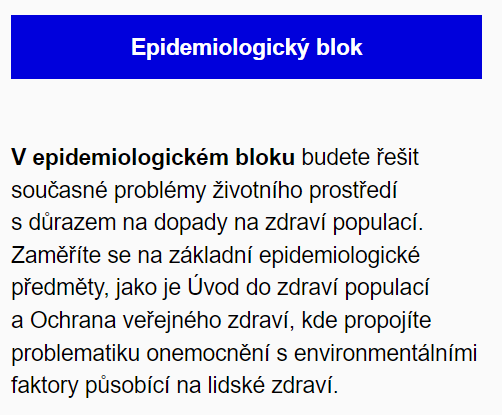 Epidemiologický blok
V epidemiologickém bloku budete řešit
současné problémy životního prostředí
s důrazem na dopady na zdraví populací.
Zaměříte se na základní epidemiologické
předměty, jako je Úvod do zdraví populací
a Ochrana veřejného zdraví, kde propojíte
problematiku onemocnění s environmentálními
faktory působící na lidské zdraví.